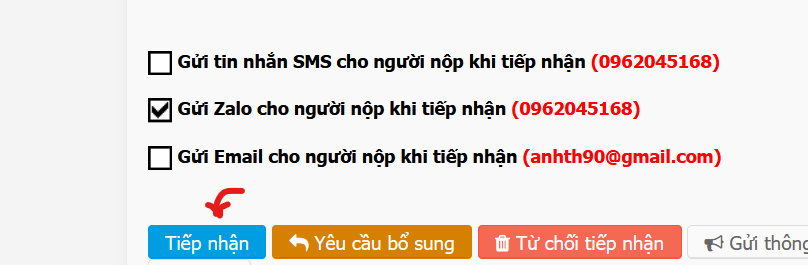 Gửi tin nhắn SMS cho người nộp khi tiếp nhận (0962045168)
Gửi Zalo cho người nộp khi tiếp nhận (0962045168)
Gửi Email cho người nộp khi tiếp nhận (anhth90@gmail.com)
Tiếp nhận Yêu cầu bổ sung Từ chối tiếp nhận Gửi thông